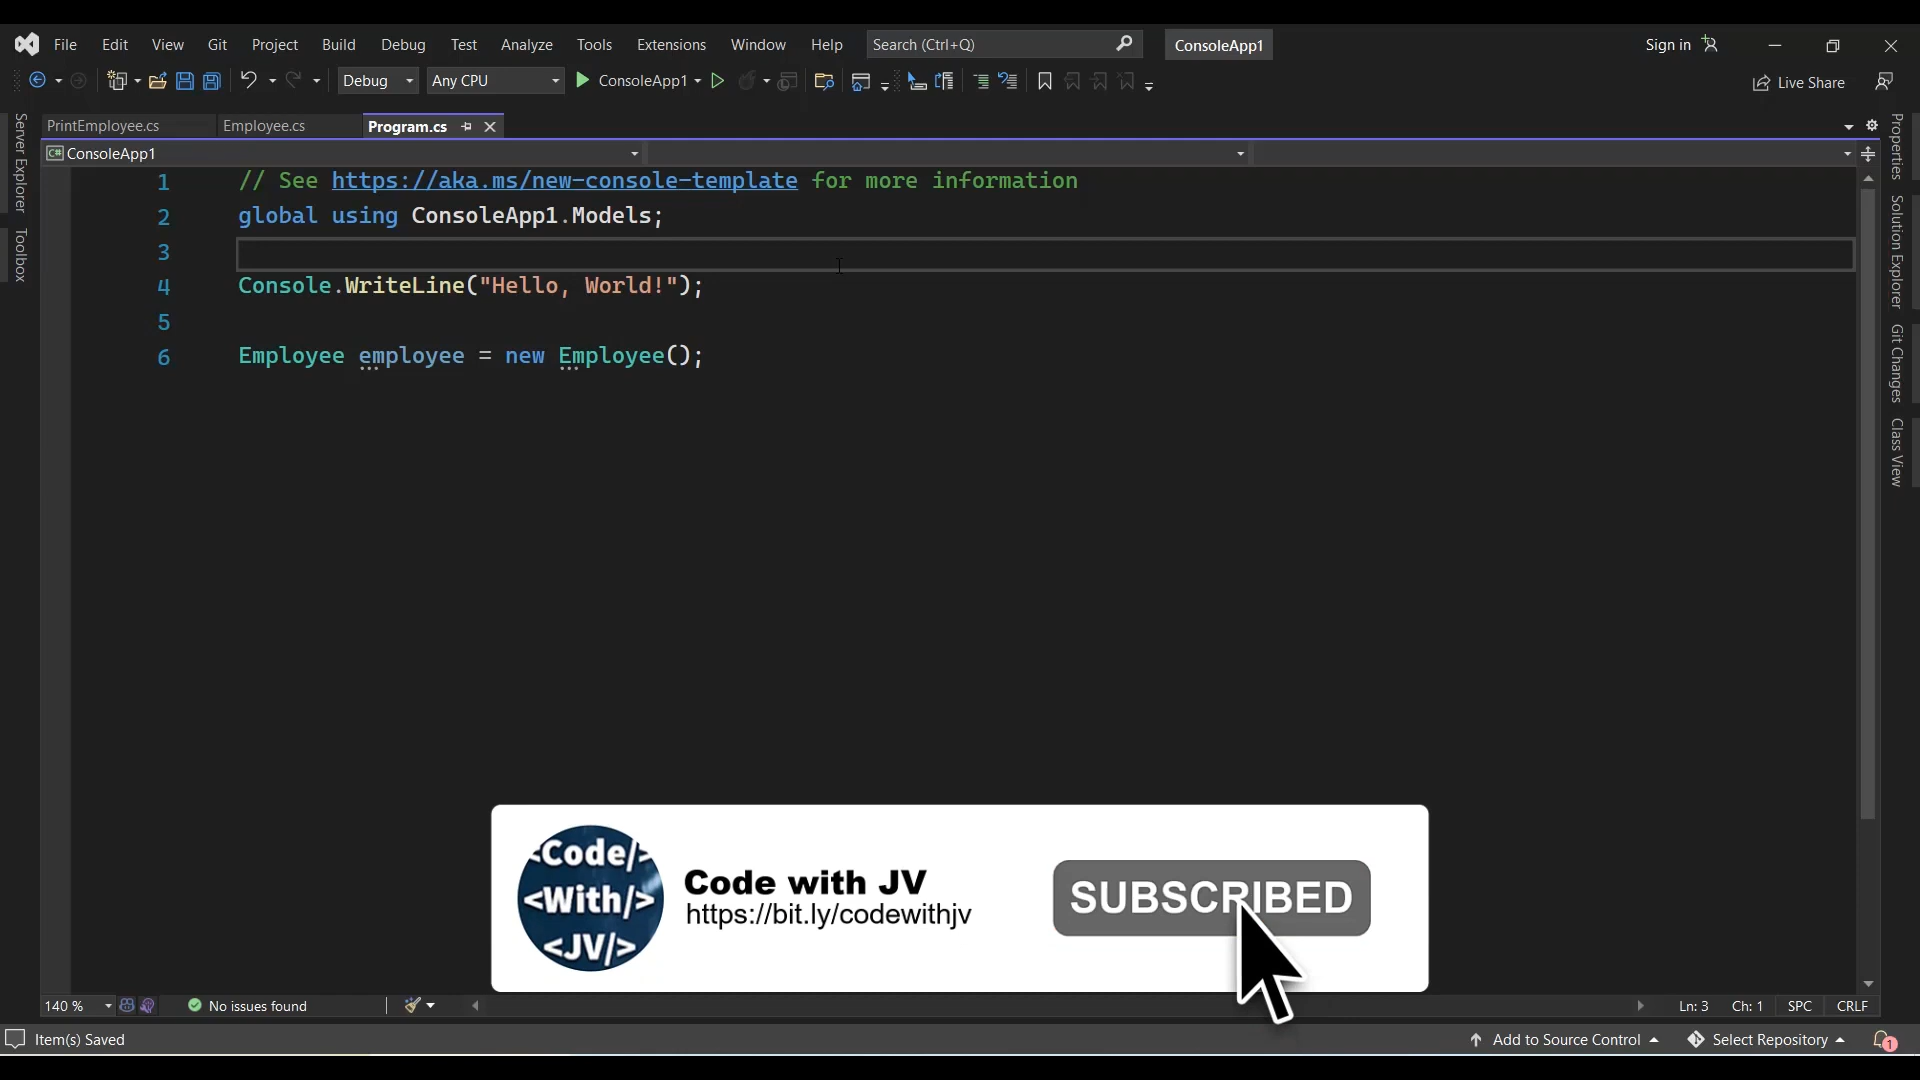 File Edit View Git Project Build Debug Test Analyze Tools Extensions Window Help Search (Ctrl+Q) ConsoleApp1 Sign in
Debug Any CPU ConsoleApp1 Live Share
PrintEmployee.cs Employee.cs Program.cs
C# ConsoleApp1
Server Explorer
Toolbox
1 // See https://aka.ms/new-console-template for more information
2 global using ConsoleApp1.Models;
3
4 Console.WriteLine("Hello, World!");
5
6 Employee employee = new Employee();
Properties
Solution Explorer
Git Changes
Class View
<Code/>
<With/>
<JV/>
Code with JV
https://bit.ly/codewithjv
SUBSCRIBED
140 % No issues found Ln: 3 Ch: 1 SPC CRLF
Item(s) Saved Add to Source Control Select Repository 1